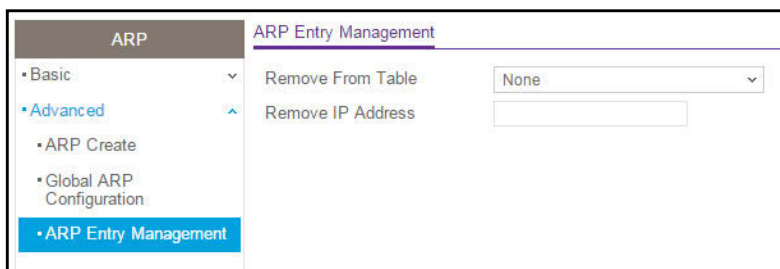 ARP
Basic
Advanced
ARP Create
Global ARP
Configuration
ARP Entry Management
ARP Entry Management
Remove From Table
None
Remove IP Address